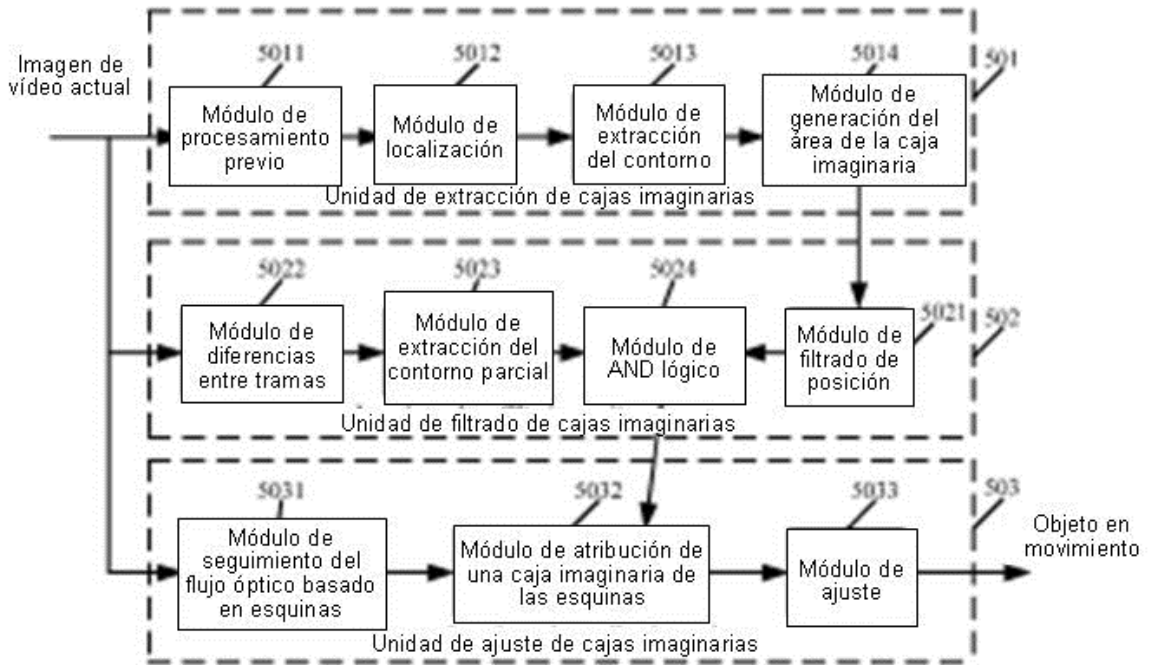 Imagen de
vídeo actual
5011
5012
5013
5014
501
Módulo de
procesamiento
previo
Módulo de
localización
Módulo de
extracción
del contorno
Módulo de
generación del
área de la caja
imaginaria
Unidad de extracción de cajas imaginarias
5022
5023
5024
5021
502
Módulo de
diferencias
entre tramas
Módulo de
extracción del
contorno parcial
Módulo de
AND lógico
Módulo de
filtrado de
posición
Unidad de filtrado de cajas imaginarias
5031
5032
5033
503
Módulo de
seguimiento del
flujo óptico basado
en esquinas
Módulo de atribución de
una caja imaginaria de
las esquinas
Módulo de
ajuste
Objeto en
movimiento
Unidad de ajuste de cajas imaginarias